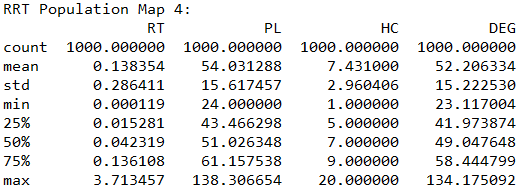 RRT Population Map 4:
RT PL HC DEG
count 1000.000000 1000.000000 1000.000000 1000.000000
mean 0.138354 54.031288 7.431000 52.206334
std 0.286411 15.617457 2.960406 15.222530
min 0.000119 24.000000 1.000000 23.117004
25% 0.015281 43.466298 5.000000 41.973874
50% 0.042319 51.026348 7.000000 49.047648
75% 0.136108 61.157538 9.000000 58.444799
max 3.713457 138.306654 20.000000 134.175092